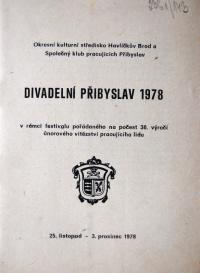 Okresní kulturní středisko Havlíčkův Brod a
Společný klub pracujících Přibyslav
DIVADELNÍ PŘIBYSLAV 1978
v rámci festivalu pořádaného na počest 30. výročí
únorového vítězství pracujícího lidu
25. listopad - 3. prosinec 1978